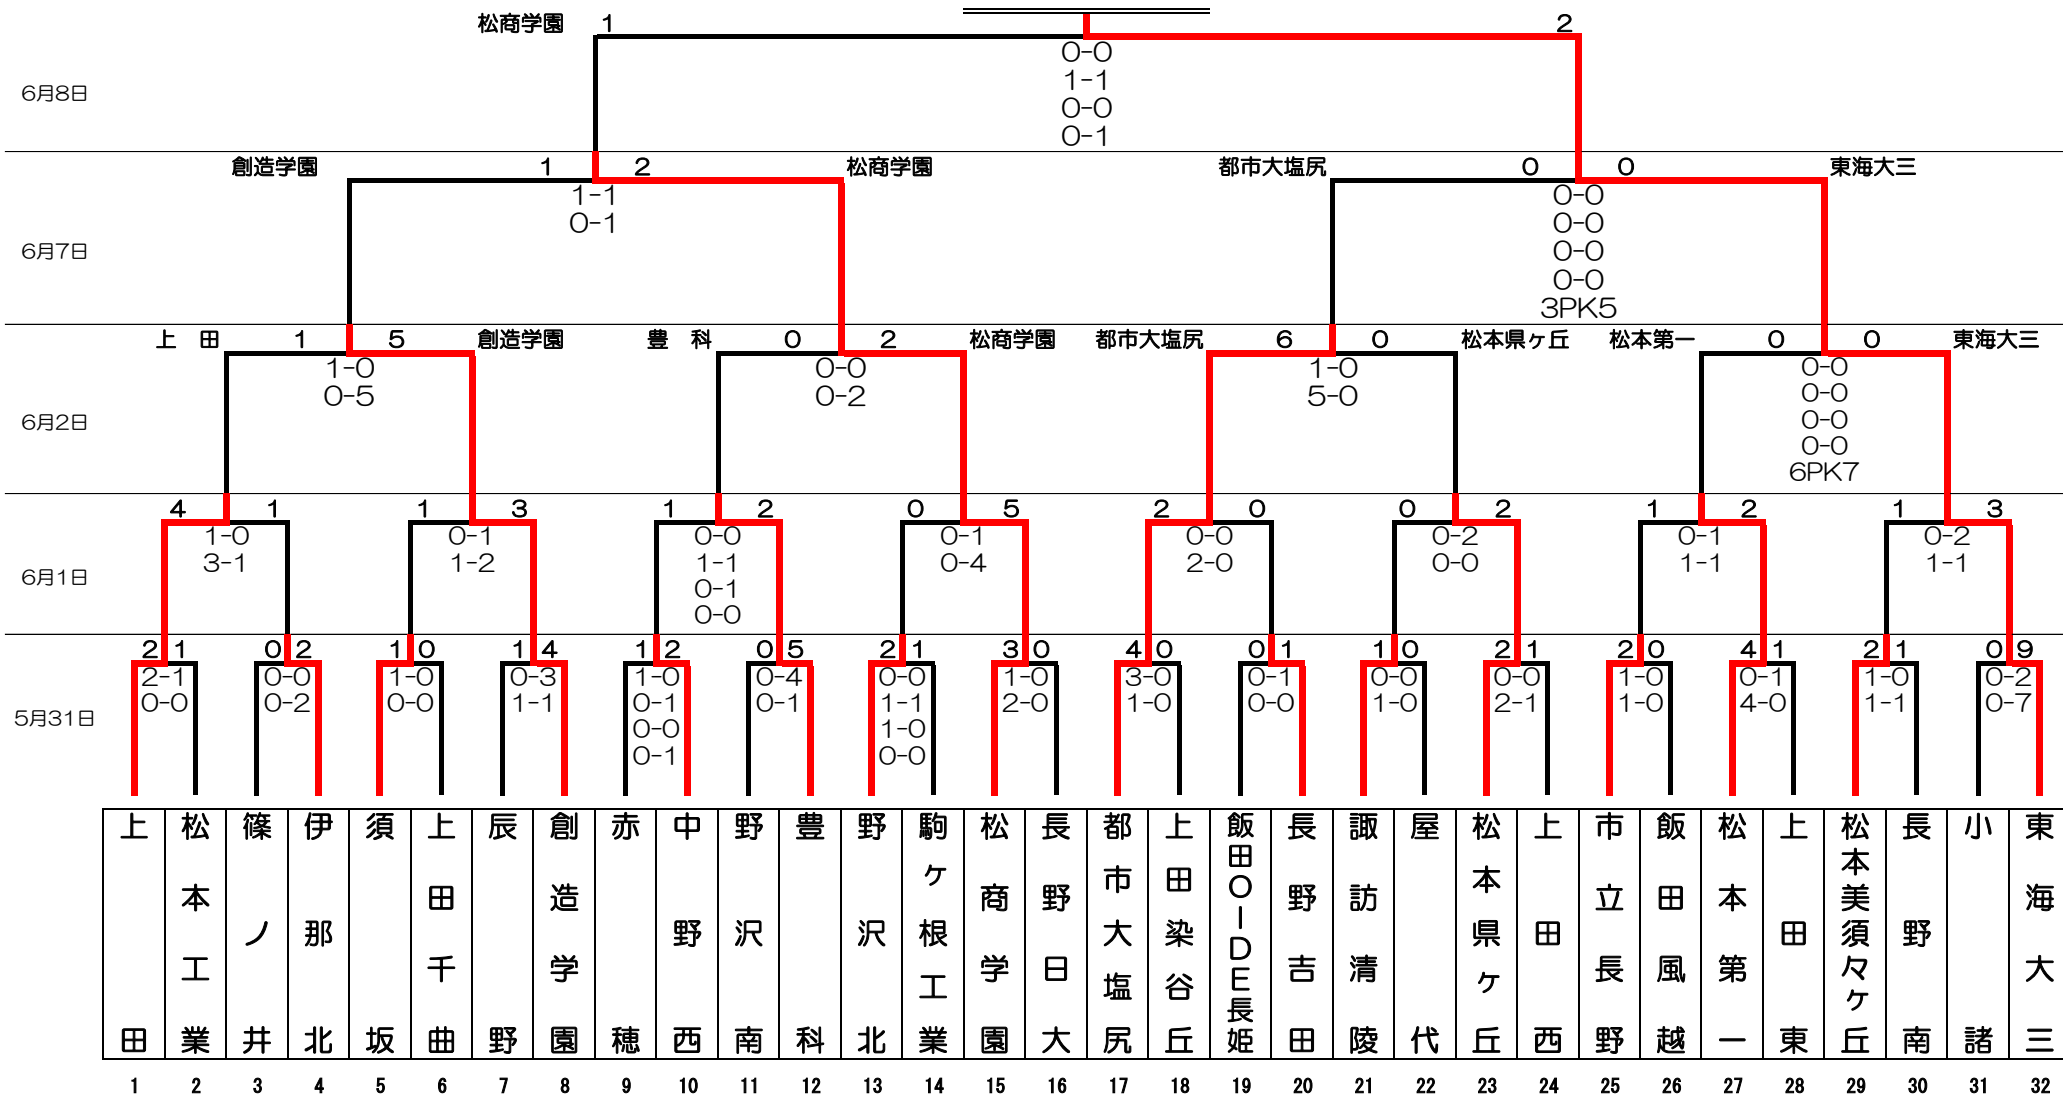 松商学園 1 2
0-0
1-1
0-0
0-1
6月8日
創造学園 1 2 松商学園 都市大塩尻 0 0 東海大三
1-1 0-0
0-1 0-0
0-0
0-0
3PK5
6月7日
上田 1 5 創造学園 豊科 0 2 松商学園 都市大塩尻 6 0 松本県ヶ丘 松本第一 0 0 東海大三
1-0 0-0 1-0 0-0
0-5 0-2 5-0 0-0
0-0
0-0
6PK7
6月2日
4 1 1 3 1 2 0 5 2 0 0 2 1 2 1 3
1-0 0-1 0-0 0-1 0-0 0-2 0-1 0-2
3-1 1-2 1-1 0-4 2-0 0-0 1-1 1-1
0-1
0-0
6月1日
2 1 0 2 1 0 1 4 1 2 0 5 2 1 3 0 4 0 0 1 1 0 2 1 2 0 4 1 2 1 0 9
2-1 0-0 1-0 0-3 1-0 0-4 0-0 1-0 3-0 0-1 0-0 0-0 1-0 0-1 1-0 0-2
0-0 0-2 0-0 1-1 0-1 0-1 1-1 2-0 1-0 0-0 1-0 2-1 1-0 4-0 1-1 0-7
0-0 1-0
0-1 0-0
5月31日
上田
松本工業
篠ノ井
伊那北
須坂
上田千曲
辰野
創造学園
赤穂
中野西
野沢南
豊科
野沢北
駒ヶ根工業
松商学園
長野日大
都市大塩尻
上田染谷丘
飯田OIDE長姫
長野吉田
諏訪清陵
屋代
松本県ヶ丘
上田西
市立長野
飯田風越
松本第一
上田東
松本美須々ヶ丘
長野南
小諸
東海大三
1 2 3 4 5 6 7 8 9 10 11 12 13 14 15 16 17 18 19 20 21 22 23 24 25 26 27 28 29 30 31 32